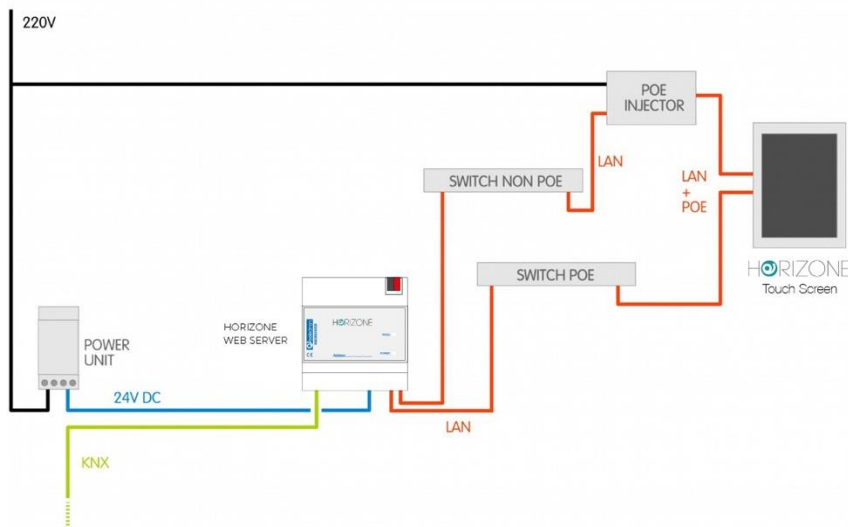 220V
POE
INJECTOR
LAN
SWITCH NON POE
LAN
+
POE
HORIZONE
Touch Screen
SWITCH POE
HORIZONE
WEB SERVER
HORIZONE
POWER
UNIT
24V DC
LAN
KNX